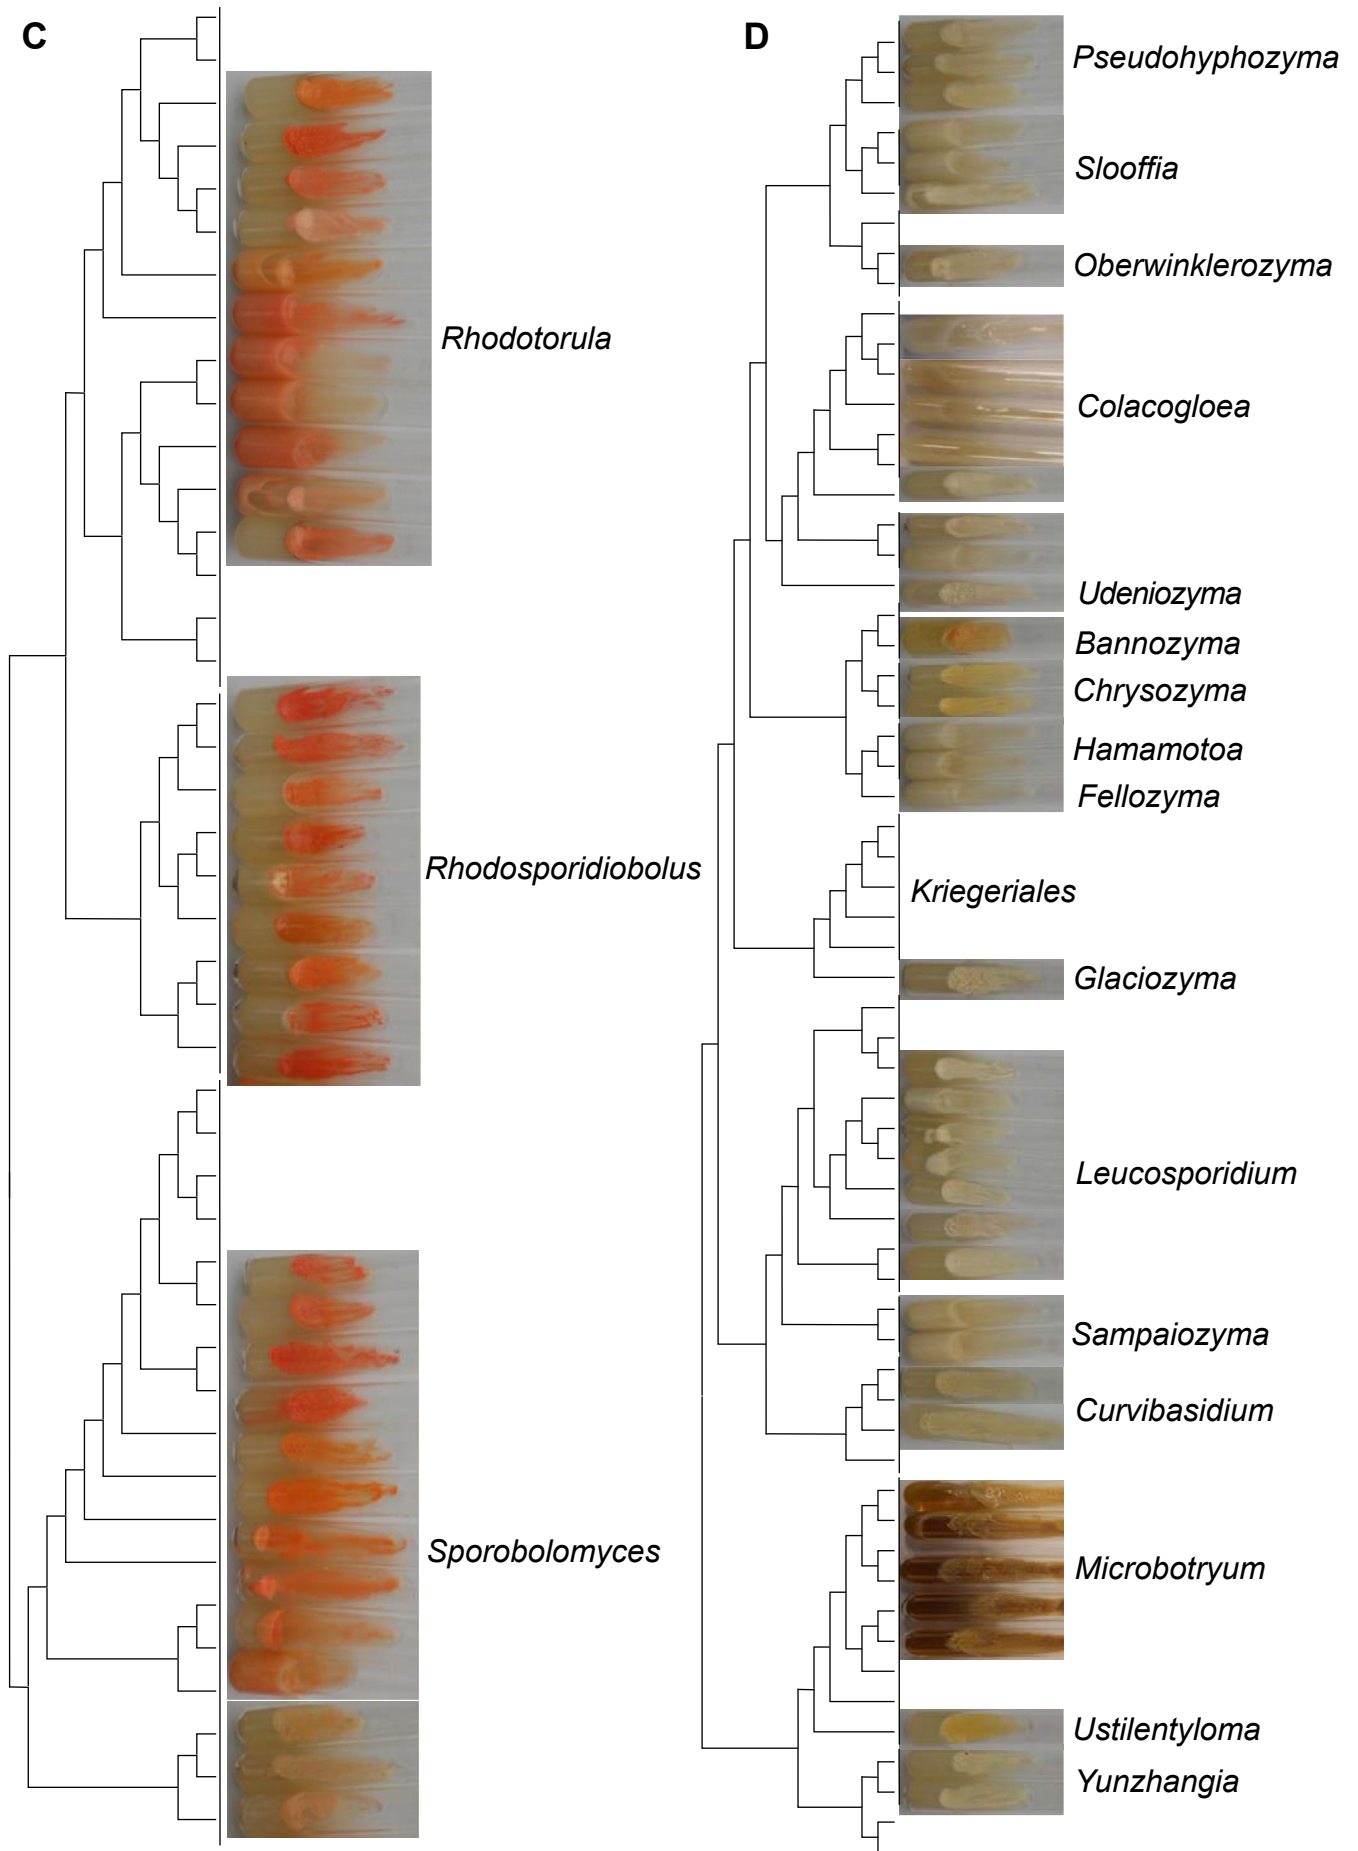 C
Rhodotorula
Rhodosporidiobolus
Sporobolomyces
D
Pseudohyphozyma
Slooffia
Oberwinklerozyma
Colacogloea
Udeniozyma
Bannozyma
Chrysozyma
Hamamotoa
Fellozyma
Kriegeriales
Glaciozyma
Leucosporidium
Sampaiozyma
Curvibasidium
Microbotryum
Ustilentyloma
Yunzhangia